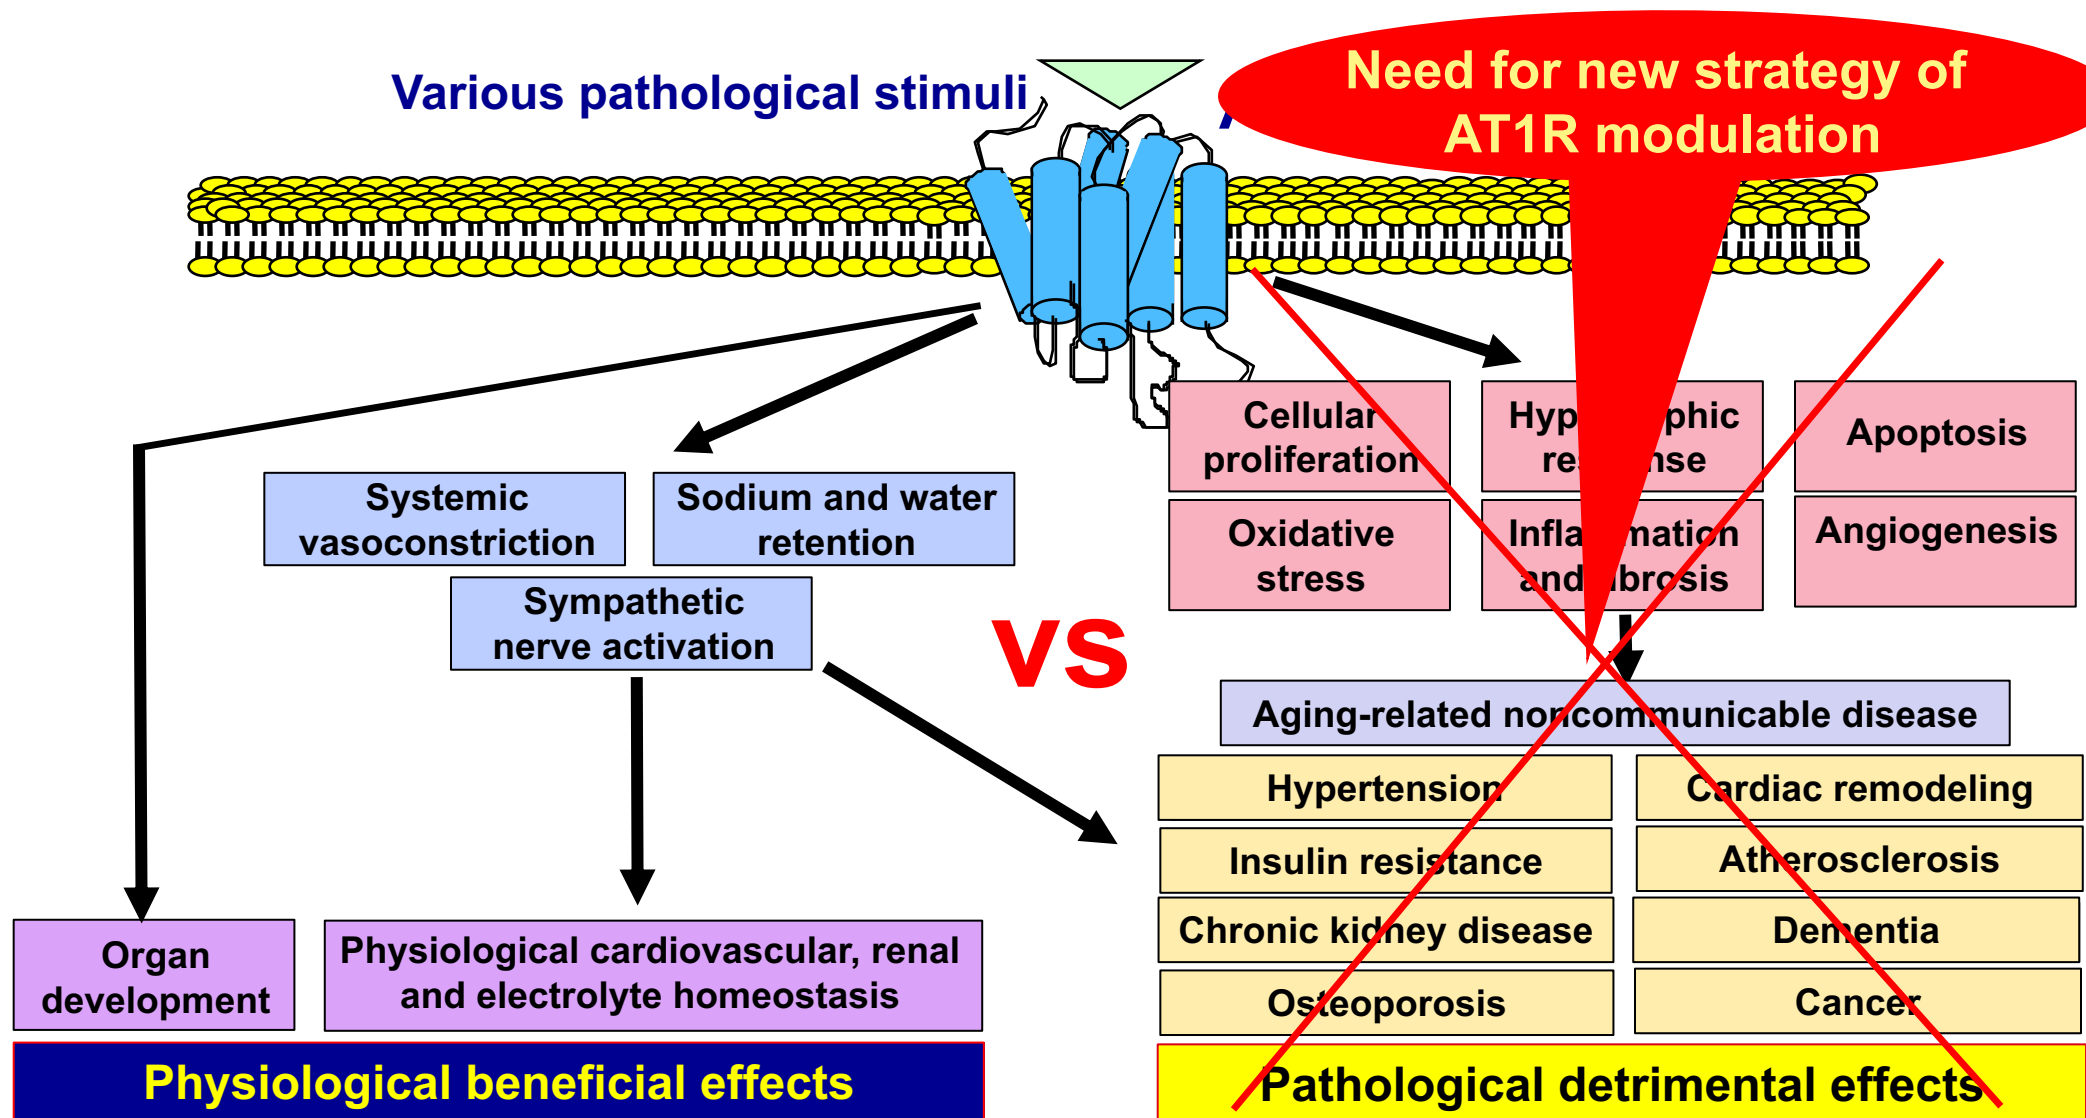 Various pathological stimuli
Need for new strategy of
AT1R modulation
Cellular
proliferation
Apoptosis
Systemic
vasoconstriction
Sodium and water
retention
Oxidative
stress
Angiogenesis
Sympathetic
nerve activation
vs
Aging-related noncommunicable disease
Hypertension
Cardiac remodeling
Insulin resistance
Atherosclerosis
Chronic kidney disease
Dementia
Osteoporosis
Cancer
Organ
development
Physiological cardiovascular, renal
and electrolyte homeostasis
Physiological beneficial effects
Pathological detrimental effects